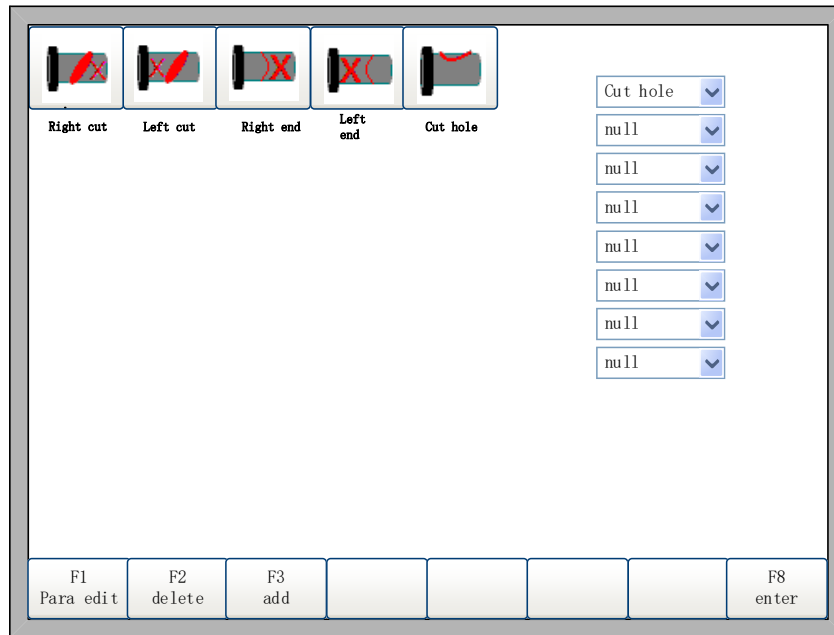 Right cut
Left cut
Right end
Left
end
Cut hole
Cut hole
null
null
null
null
null
null
null
F1
Para edit
F2
delete
F3
add
F8
enter